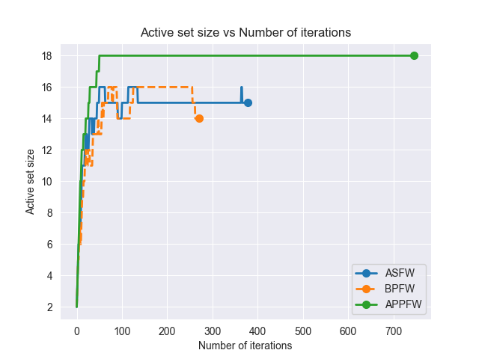 Active set size vs Number of iterations
Active set size
18
16
14
12
10
8
6
4
2
0
100
200
300
400
500
600
700
Number of iterations
ASFW
BPFW
APPFW